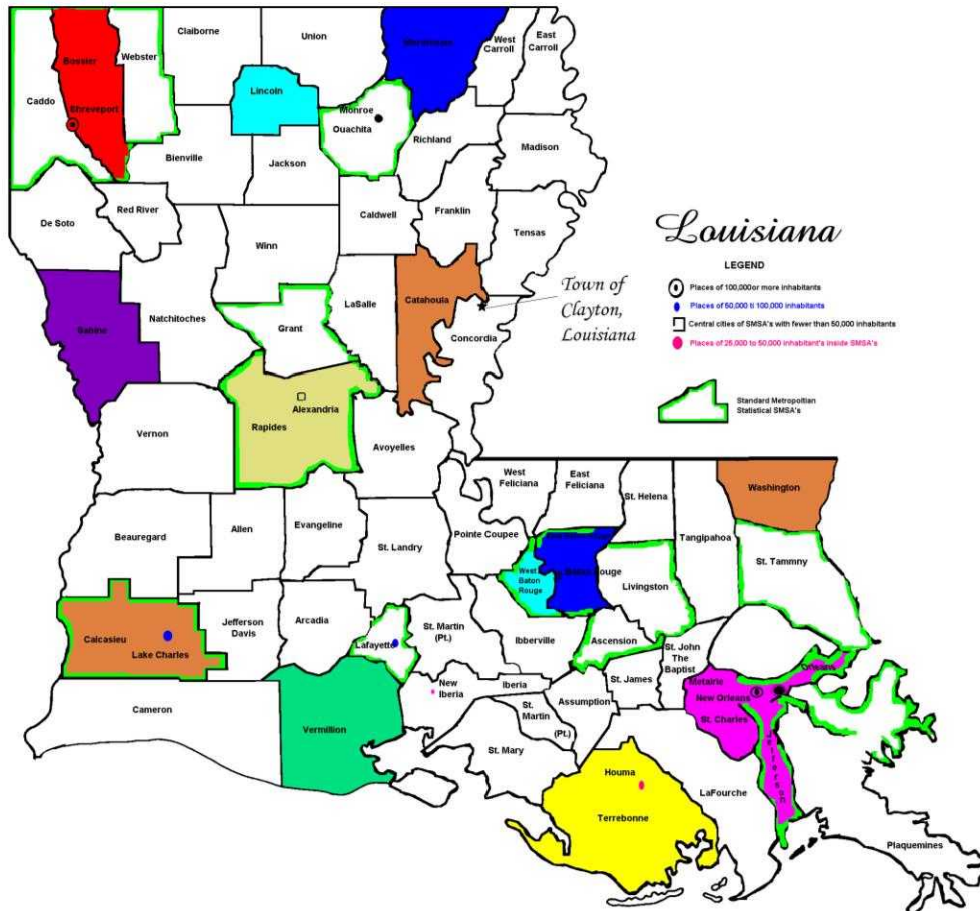 Claiborne
Union
Morehouse
West
Carroll
East
Carroll
Bossier
Webster
Lincoln
Caddo
Shreveport
Monroe
Ouachita
Richland
Madison
Bienville
Jackson
De Soto
Red River
Caldwell
Franklin
Tensas
Winn
Sabine
Natchitoches
LaSalle
Catahoula
Grant
Concordia
Town of
Clayton,
Louisiana
Louisiana
LEGEND
Places of 100,000or more inhabitants
Places of 50,000 ti 100,000 inhabitants
Central cities of SMSA's with fewer than 50,000 inhabitants
Places of 25,000 to 50,000 inhabitant's inside SMSA's
Standard Metropoltian
Statistical SMSA's
Alexandria
Rapides
Vernon
Avoyelles
West
Feliciana
East
Feliciana
St. Helena
Washington
Beauregard
Allen
Evangeline
St. Landry
Pointe Coupee
Tangipahoa
St. Tammny
West
Baton
Rouge
Baton Rouge
Livingston
Calcasieu
Lake Charles
Jefferson
Davis
Arcadia
Lafayette
St. Martin
(Pt.)
Ibberville
Ascension
St. John
The
Baptist
Cameron
Vermillion
New
Iberia
Iberia
St. Martin
(Pt.)
Assumption
St. James
Metairie
Orleans
New Orleans
St. Charles
Jefferson
St. Mary
Houma
Terrebonne
LaFourche
Plaquemines